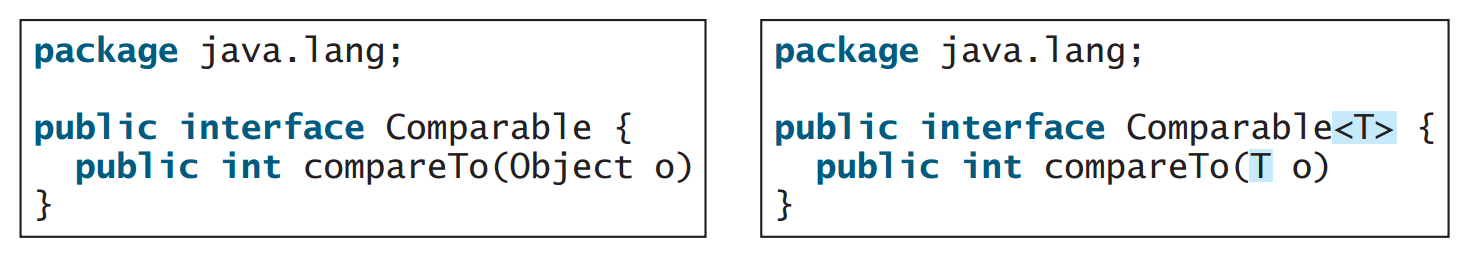 package java.lang;
public interface Comparable {
  public int compareTo(Object o)
}
package java.lang;
public interface Comparable<T> {
  public int compareTo(T o)
}